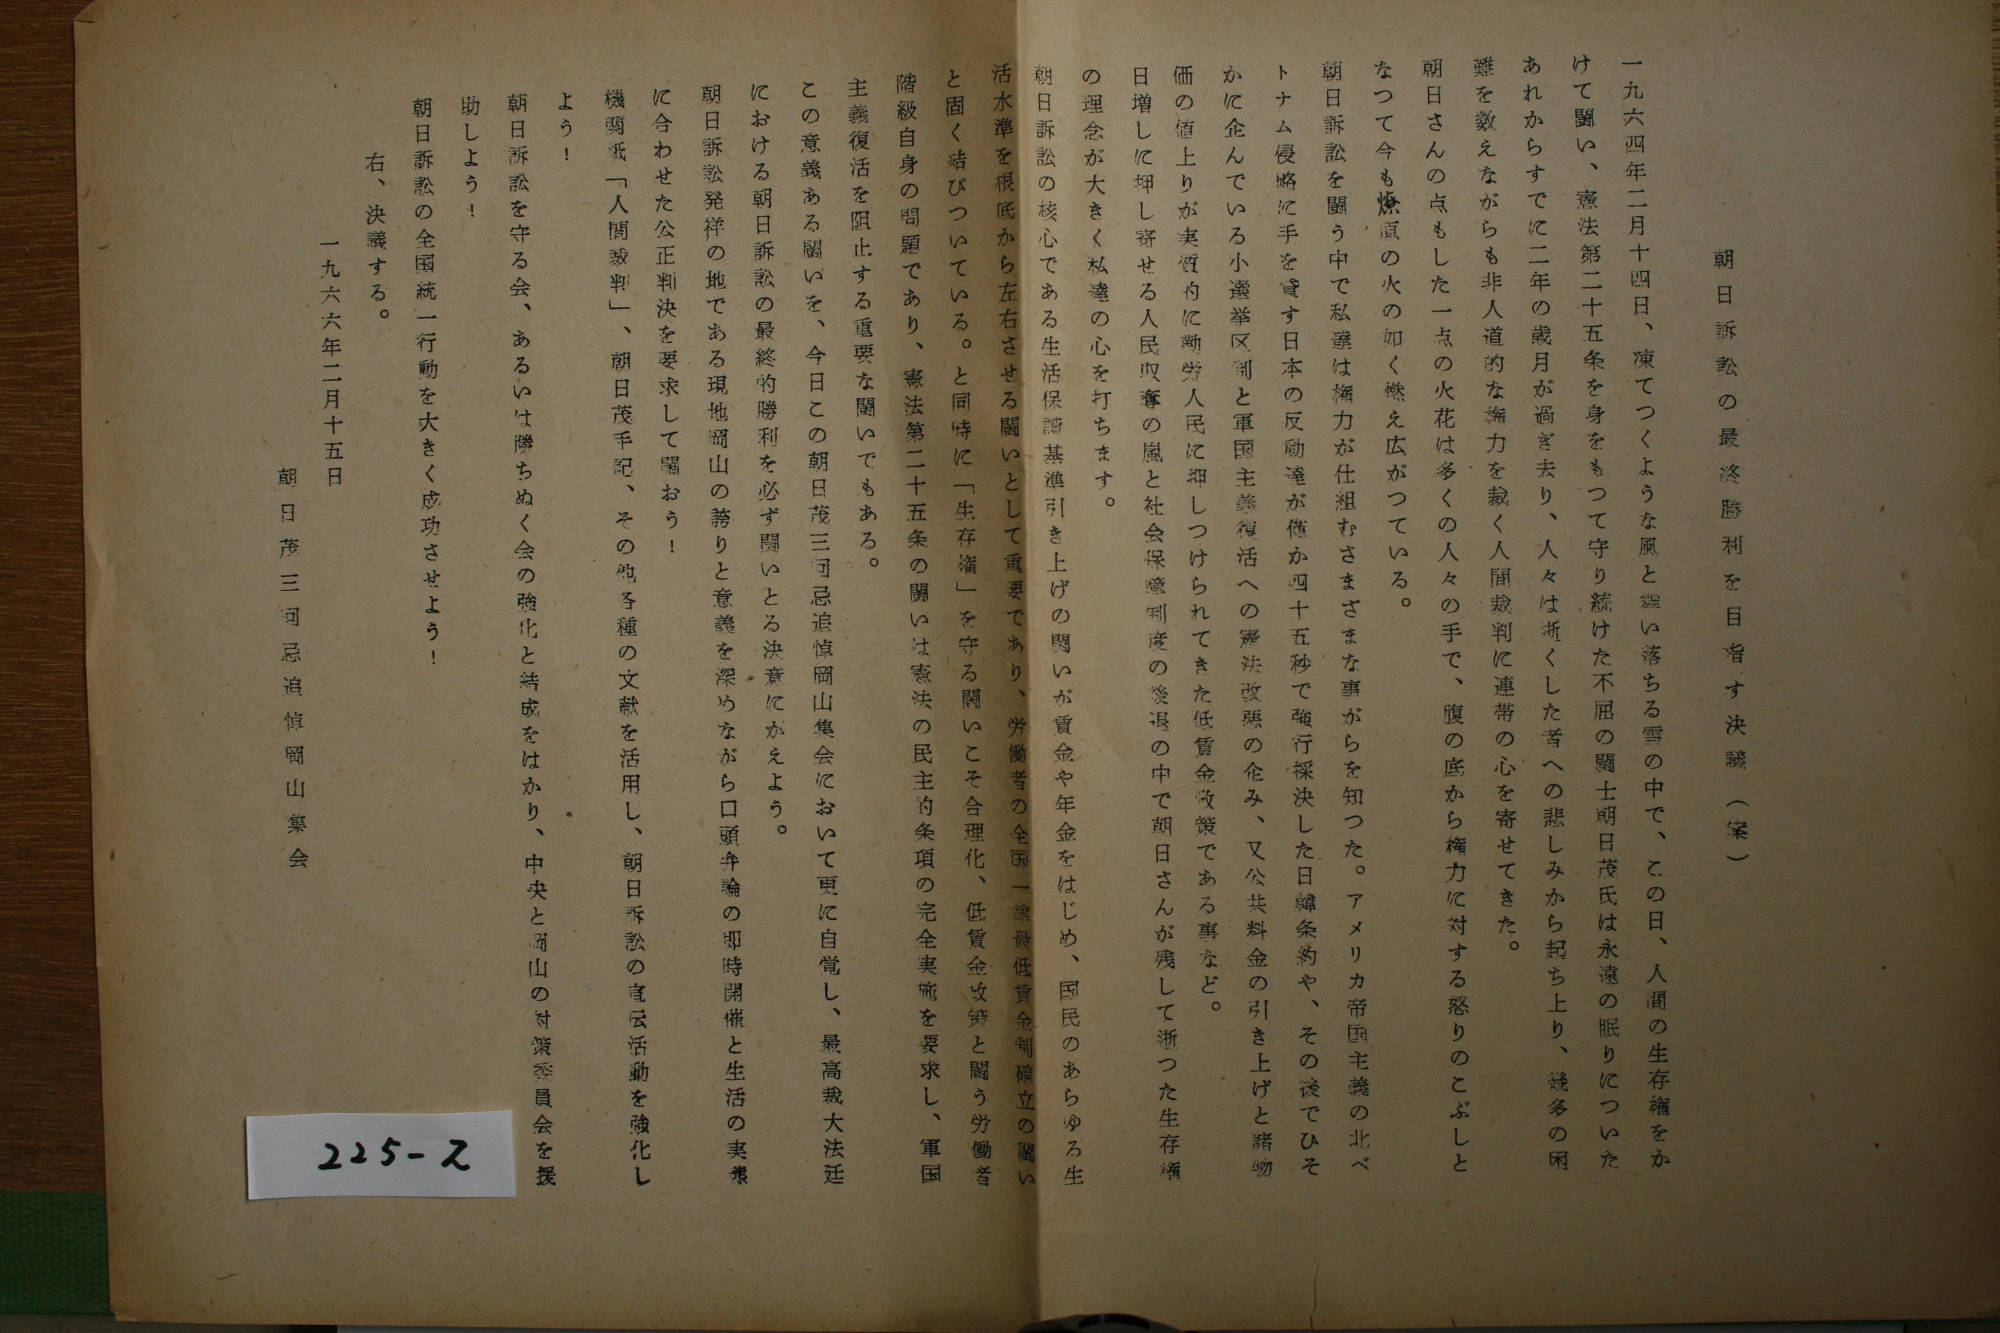 朝日訴訟の最終勝利を目指す決議（案）
一九六四年二月十四日、凍てつくような風と舞い落ちる雪の中で、この日、人間の生存権をか
けて闘い、憲法第二十五条を身をもつて守り続けた不屈の闘士朝日茂氏は永遠の眠りについた
あれからすでに二年の歳月が過ぎ去り、人々は逝くした者への悲しみから起ち上り、幾多の困
難を数えながらも非人道的な権力を裁く人間裁判に連帯の心を寄せてきた。
朝日さんの点もした一点の火花は多くの人々の手で、腹の底から権力に対する怒りのこぶしと
なつて今も燎原の火の如く燃え広がつている。
朝日訴訟を闘う中で私達は権力が仕組むさまざまな事がらを知つた。アメリカ帝国主義の北ベ
トナム侵略に手を貸す日本の反動達が僅か四十五秒で強行採決した日韓条約や、その後でひそ
かに企んでいる小選挙区制と軍国主義復活への憲法改悪の企み、又公共料金の引き上げと諸物
価の値上りが実質的に勤労人民に押しつけられてきた低賃金政策である事など。
日増しに押し寄せる人民収奪の嵐と社会保障制度の後退の中で朝日さんが残して逝つた生存権
の理念が大きく私達の心を打ちます。
朝日訴訟の核心である生活保護基準引き上げの闘いが賃金や年金をはじめ、国民のあらゆる生
活水準を根底から左右させる闘いとして重要であり、労働者の全国一律最低賃金制確立の闘い
と固く結びついている。と同時に「生存権」を守る闘いこそ合理化、低賃金政策と闘う労働者
階級自身の問題であり、憲法第二十五条の闘いは憲法の民主的条項の完全実施を要求し、軍国
主義復活を阻止する重要な闘いでもある。
この意義ある闘いを、今日この朝日茂三回忌追悼岡山集会において更に自覚し、最高裁大法廷
における朝日訴訟の最終的勝利を必ず闘いとる決意にかえよう。
朝日訴訟発祥の地である現地岡山の誇りと意義を深めながら口頭弁論の即時開催と生活の実態
に合わせた公正判決を要求して闘おう！
機関紙「人間裁判」、朝日茂手記、その他各種の文献を活用し、朝日訴訟の宣伝活動を強化し
よう！
朝日訴訟を守る会、あるいは勝ちぬく会の強化と結成をはかり、中央と岡山の対策委員会を援
助しよう！
朝日訴訟の全国統一行動を大きく成功させよう！
右、決議する。
一九六六年二月十五日
朝日茂三回忌追悼岡山集会
225-2